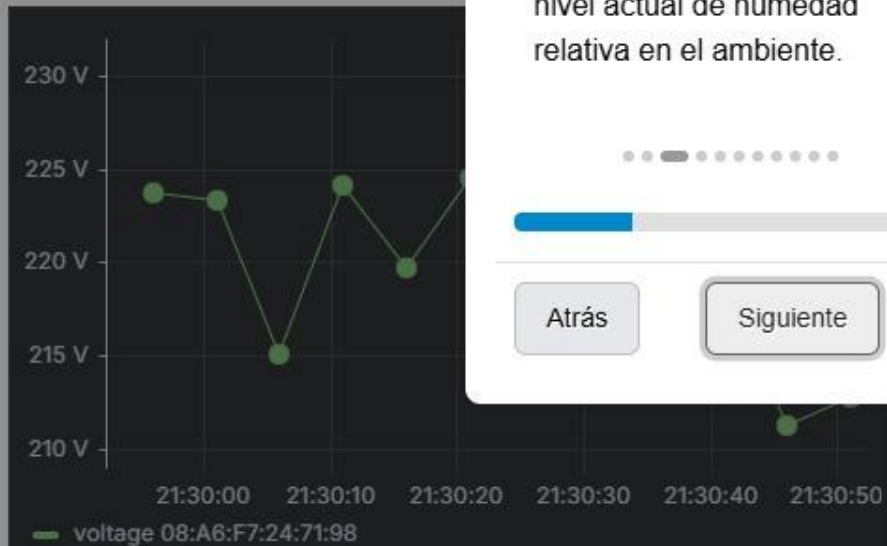 nivel actual de humedad
relativa en el ambiente.
Atrás
Siguiente
230 V
225 V
220 V
215 V
210 V
21:30:00 21:30:10 21:30:20 21:30:30 21:30:40 21:30:50
voltage 08:A6:F7:24:71:98